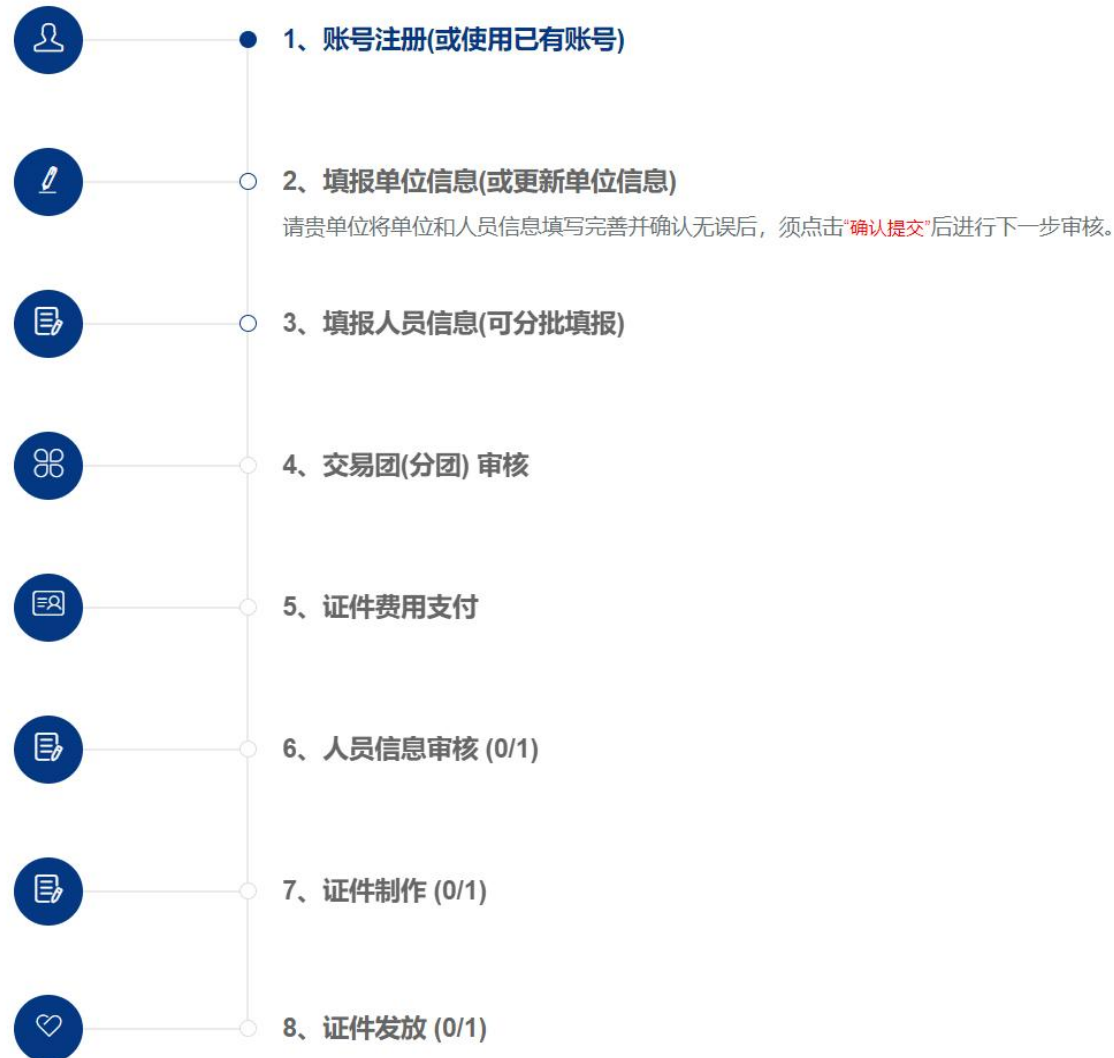 1、账号注册(或使用已有账号)
2、填报单位信息(或更新单位信息)
请贵单位将单位和人员信息填写完善并确认无误后，须点击“确认提交”后进行下一步审核。
3、填报人员信息(可分批填报)
4、交易团(分团) 审核
5、证件费用支付
6、人员信息审核 (0/1)
7、证件制作 (0/1)
8、证件发放 (0/1)